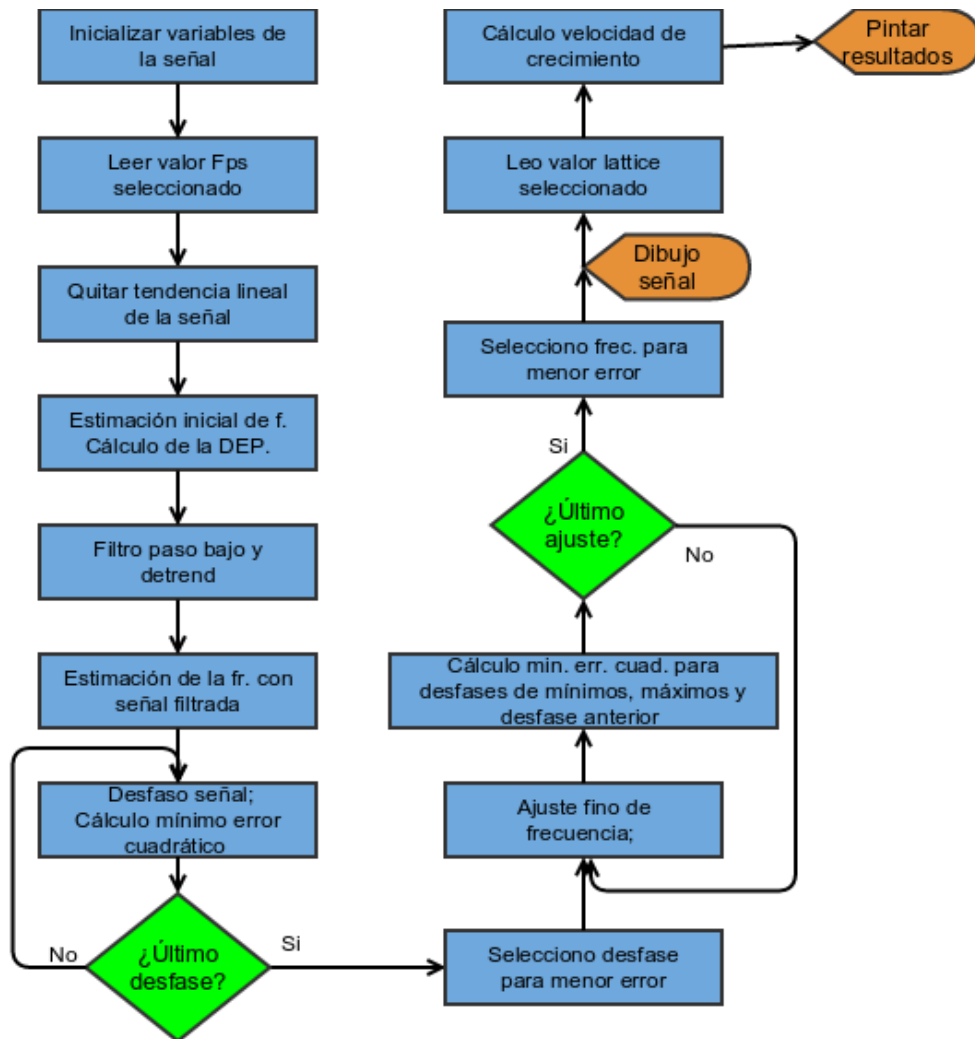 Inicializar variables de
la señal
Leer valor Fps
seleccionado
Quitar tendencia lineal
de la señal
Estimación inicial de f.
Cálculo de la DEP.
Filtro paso bajo y
detrend
Estimación de la fr. con
señal filtrada
Desfaso señal;
Cálculo mínimo error
cuadrático
¿Último
desfase?
No
Si
Selecciono desfase
para menor error
Ajuste fino de
frecuencia;
Cálculo min. err. cuad. para
desfases de mínimos, máximos y
desfase anterior
¿Último
ajuste?
No
Si
Selecciono frec. para
menor error
Dibujo
señal
Leo valor lattice
seleccionado
Cálculo velocidad de
crecimiento
Pintar
resultados